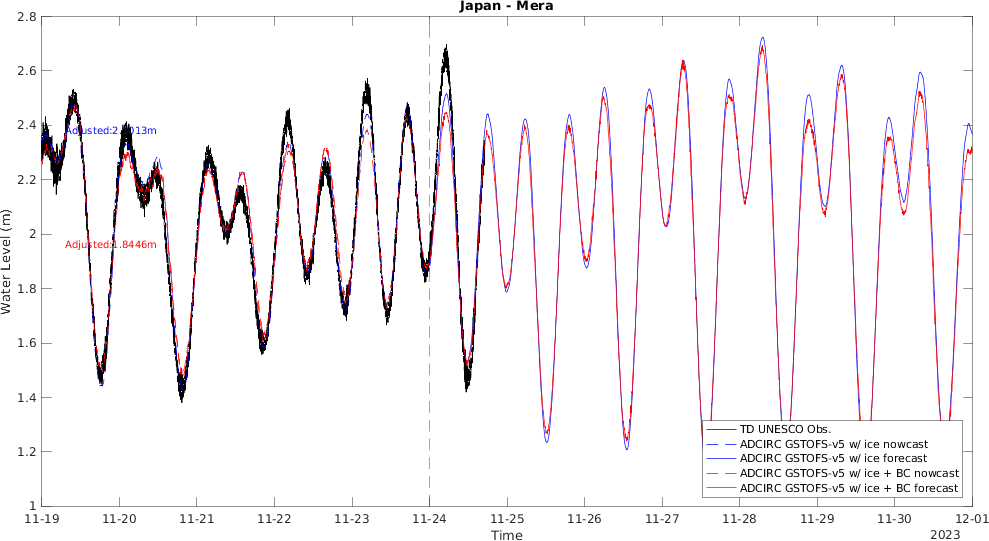 Japan - Mera
Water Level (m)
2.8
2.6
2.4
2.2
2
1.8
1.6
1.4
1.2
1
Adjusted:1.8446m
TD UNESCO Obs.
ADCIRC GSTOFS-v5 w/ ice nowcast
ADCIRC GSTOFS-v5 w/ ice forecast
ADCIRC GSTOFS-v5 w/ ice + BC nowcast
ADCIRC GSTOFS-v5 w/ ice + BC forecast
11-19 11-20 11-21 11-22 11-23 11-24 11-25 11-26 11-27 11-28 11-29 11-30 12-01
Time
2023